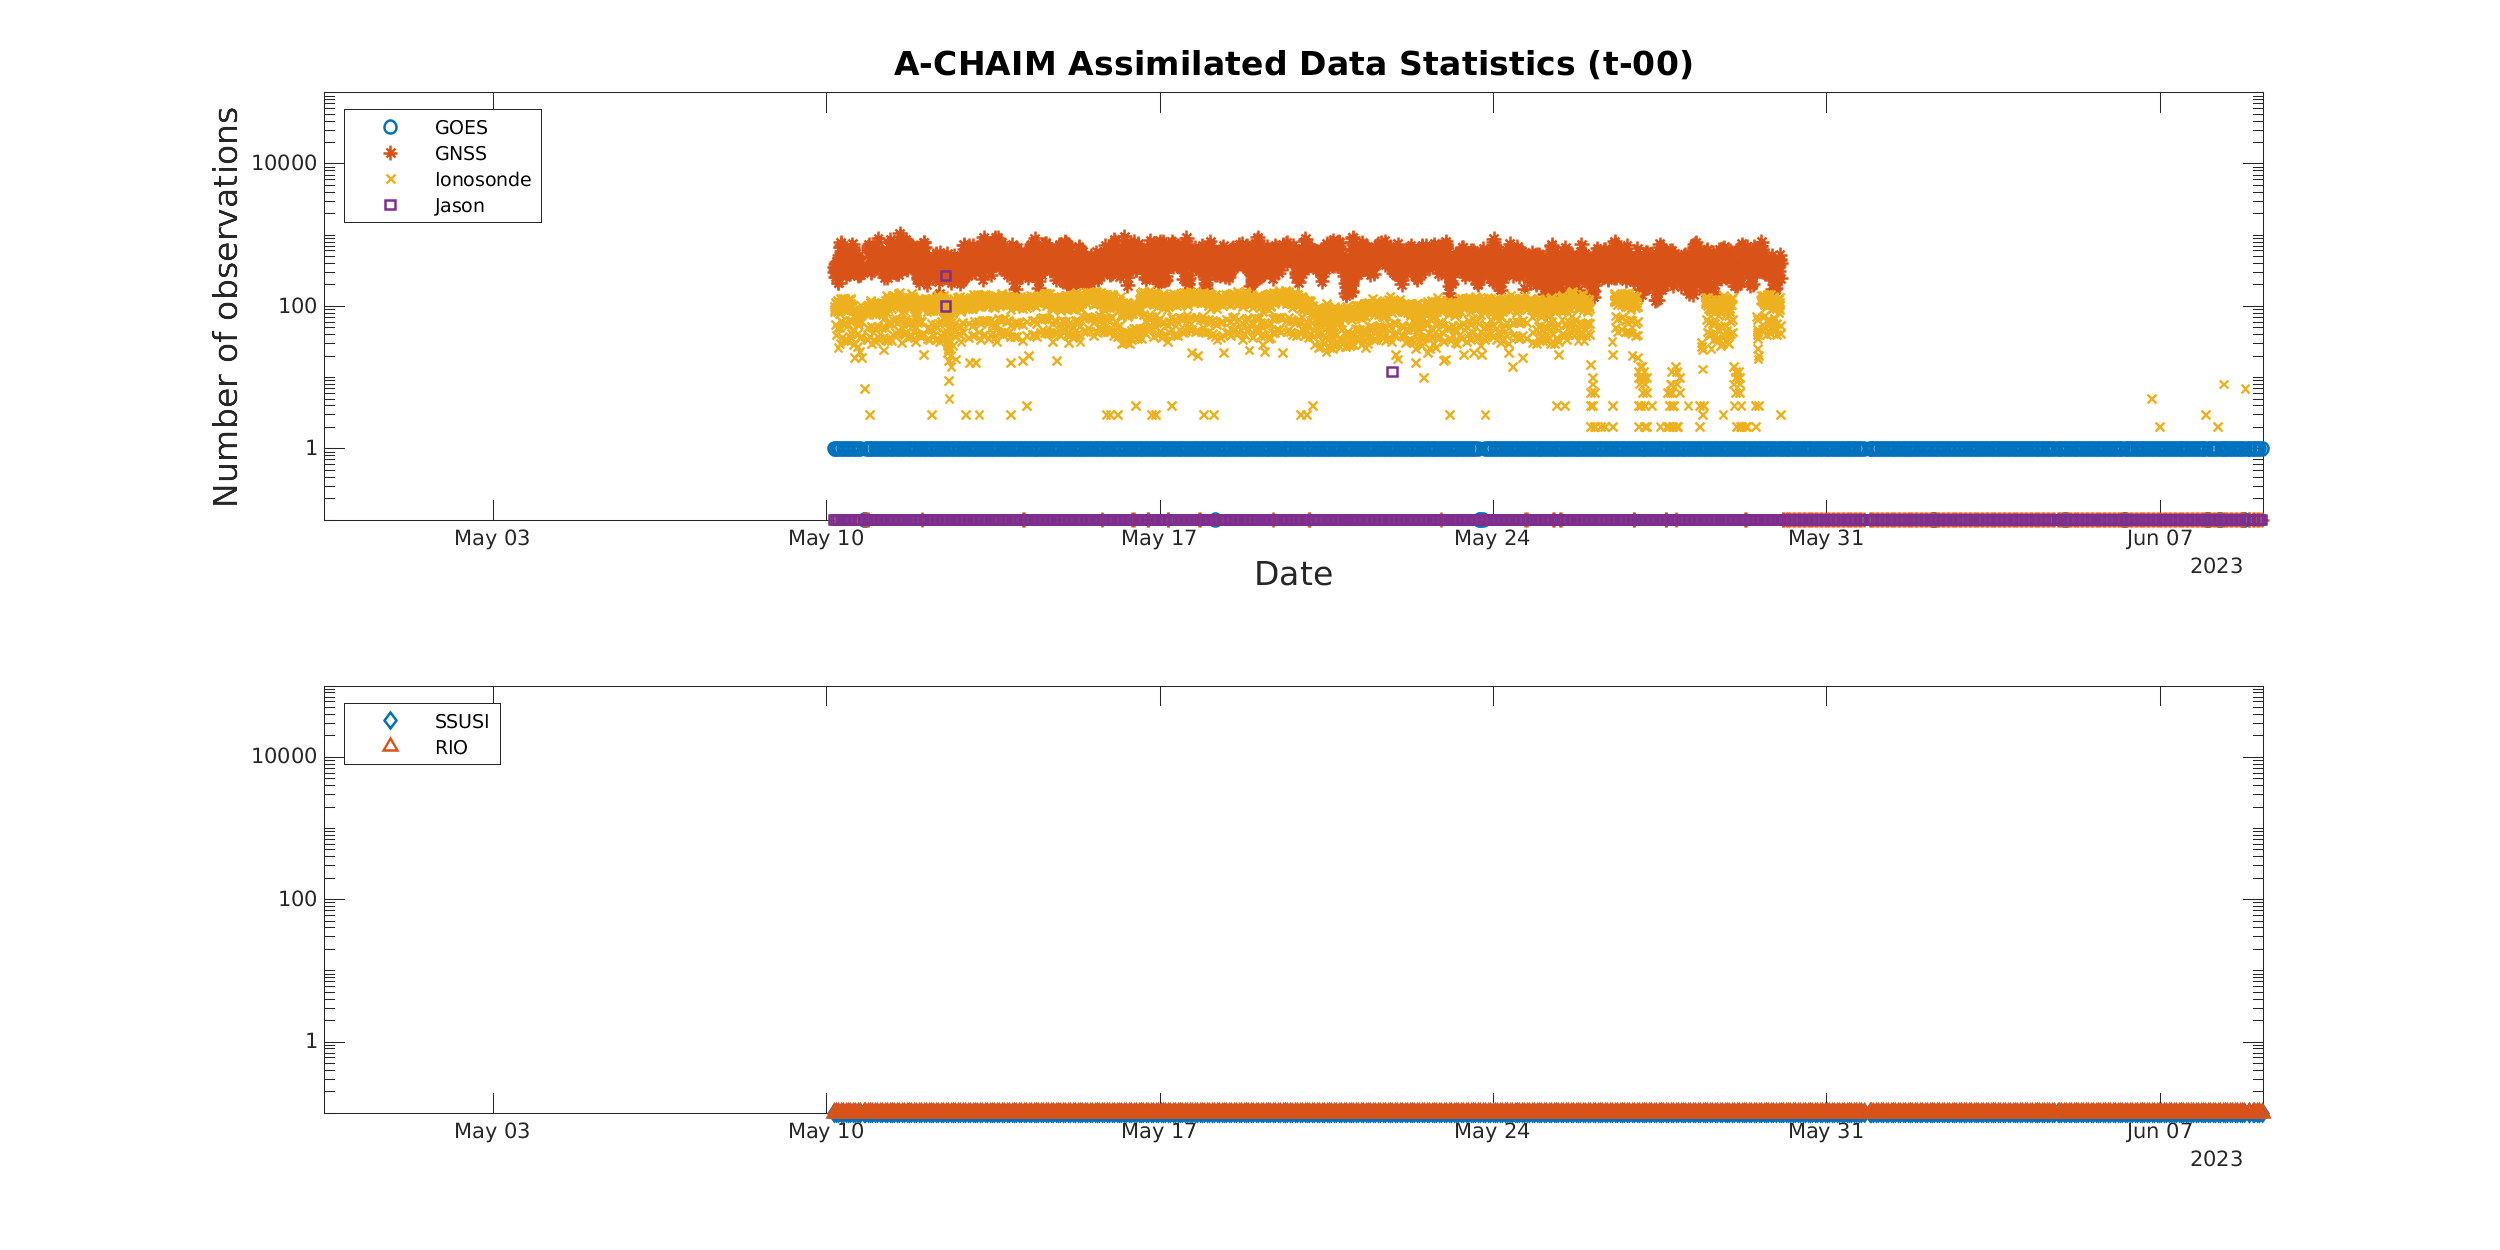 A-CHAIM Assimilated Data Statistics (t-00)
GOES
GNSS
Ionosonde
Jason
10000
100
1
Number of observations
May 03
May 10
May 17
May 24
May 31
Jun 07
2023
Date
SSUSI
RIO
10000
100
1
May 03
May 10
May 17
May 24
May 31
Jun 07
2023